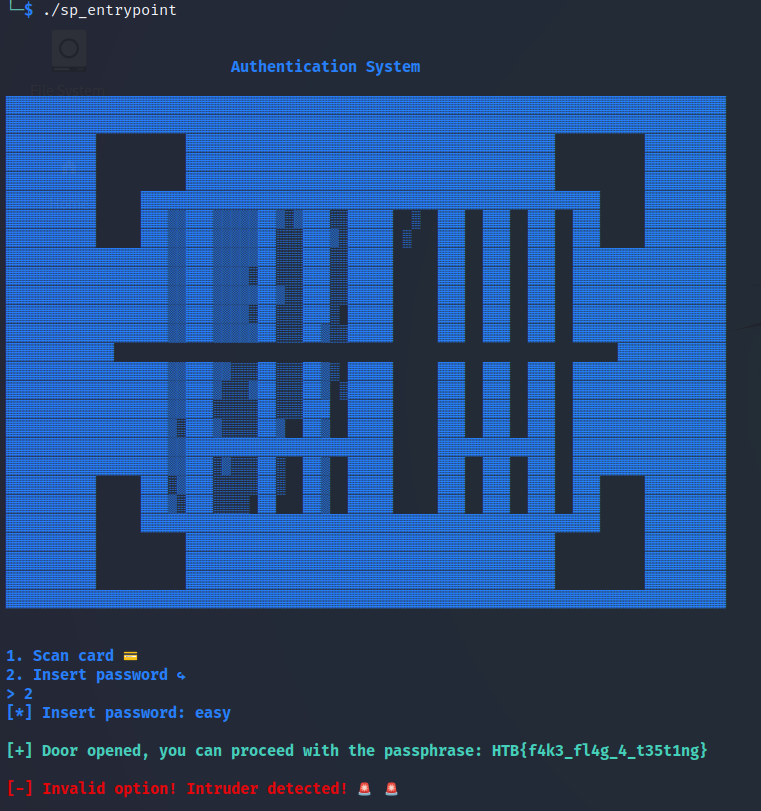 └─$ ./sp_entrypoint
File System
Authentication System
1. Scan card 💳
2. Insert password ↪
> 2
[*] Insert password: easy
[+] Door opened, you can proceed with the passphrase: HTB{f4k3_fl4g_4_t35t1ng}
[-] Invalid option! Intruder detected! 🚨 🚨